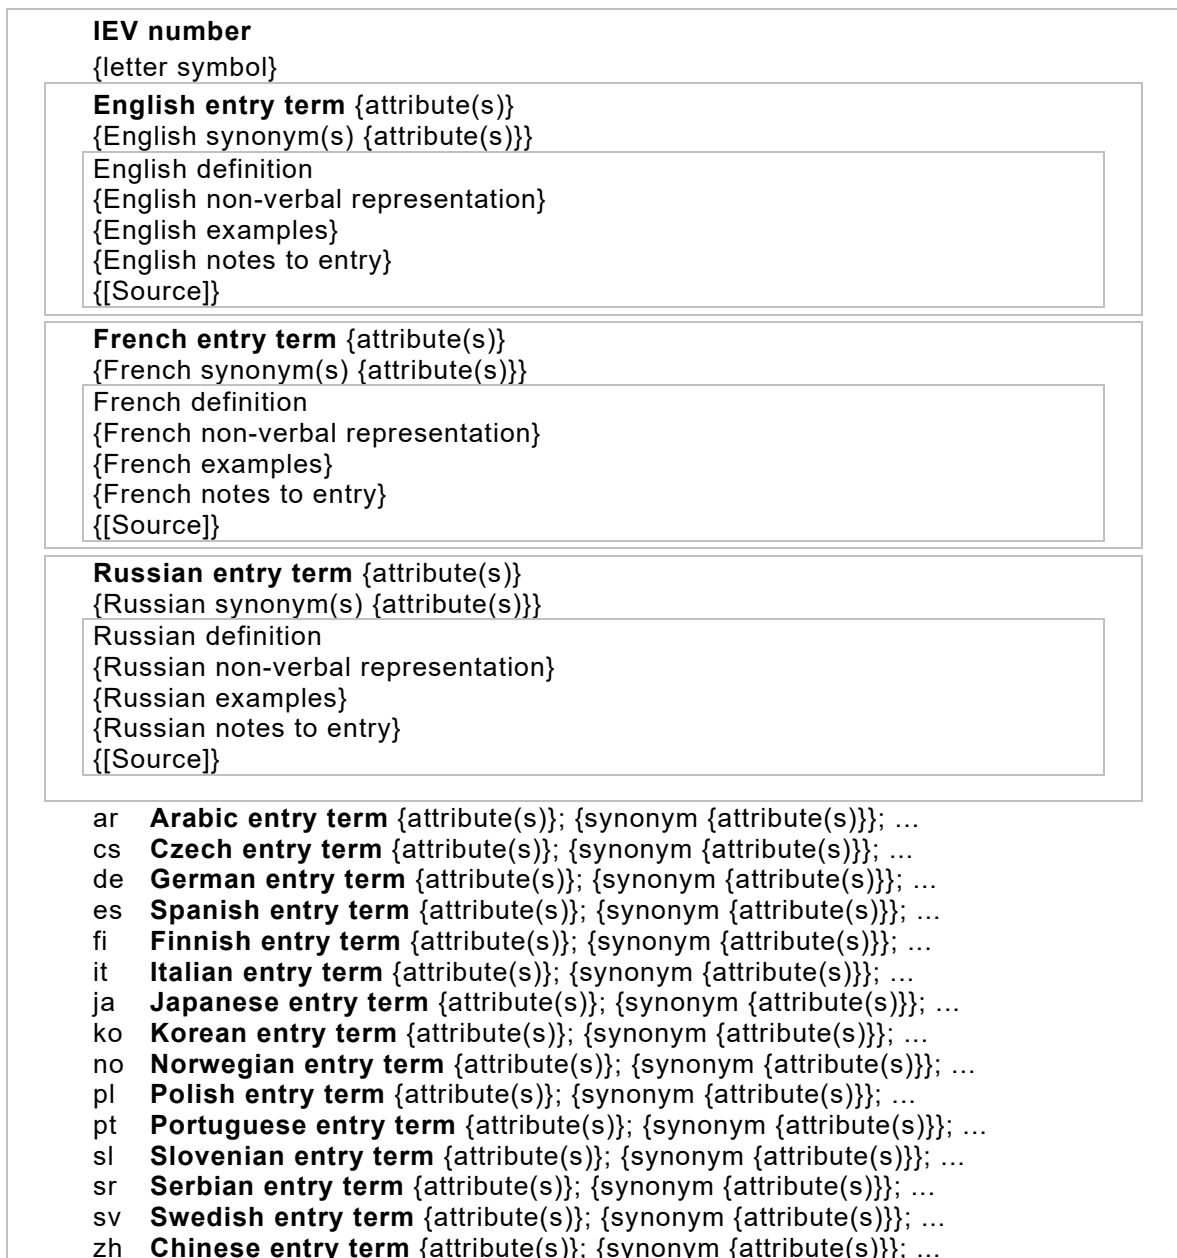 IEV number
{letter symbol}
English entry term {attribute(s)}
{English synonym(s) {attribute(s)}}
English definition
{English non-verbal representation}
{English examples}
{English notes to entry}
{[Source]}
French entry term {attribute(s)}
{French synonym(s) {attribute(s)}}
French definition
{French non-verbal representation}
{French examples}
{French notes to entry}
{[Source]}
Russian entry term {attribute(s)}
{Russian synonym(s) {attribute(s)}}
Russian definition
{Russian non-verbal representation}
{Russian examples}
{Russian notes to entry}
{[Source]}
ar Arabic entry term {attribute(s)}; {synonym {attribute(s)}}; ...
cs Czech entry term {attribute(s)}; {synonym {attribute(s)}}; ...
de German entry term {attribute(s)}; {synonym {attribute(s)}}; ...
es Spanish entry term {attribute(s)}; {synonym {attribute(s)}}; ...
fi Finnish entry term {attribute(s)}; {synonym {attribute(s)}}; ...
it Italian entry term {attribute(s)}; {synonym {attribute(s)}}; ...
ja Japanese entry term {attribute(s)}; {synonym {attribute(s)}}; ...
ko Korean entry term {attribute(s)}; {synonym {attribute(s)}}; ...
no Norwegian entry term {attribute(s)}; {synonym {attribute(s)}}; ...
pl Polish entry term {attribute(s)}; {synonym {attribute(s)}}; ...
pt Portuguese entry term {attribute(s)}; {synonym {attribute(s)}}; ...
sl Slovenian entry term {attribute(s)}; {synonym {attribute(s)}}; ...
sr Serbian entry term {attribute(s)}; {synonym {attribute(s)}}; ...
sv Swedish entry term {attribute(s)}; {synonym {attribute(s)}}; ...
zh Chinese entry term {attribute(s)}; {synonym {attribute(s)}}; ...